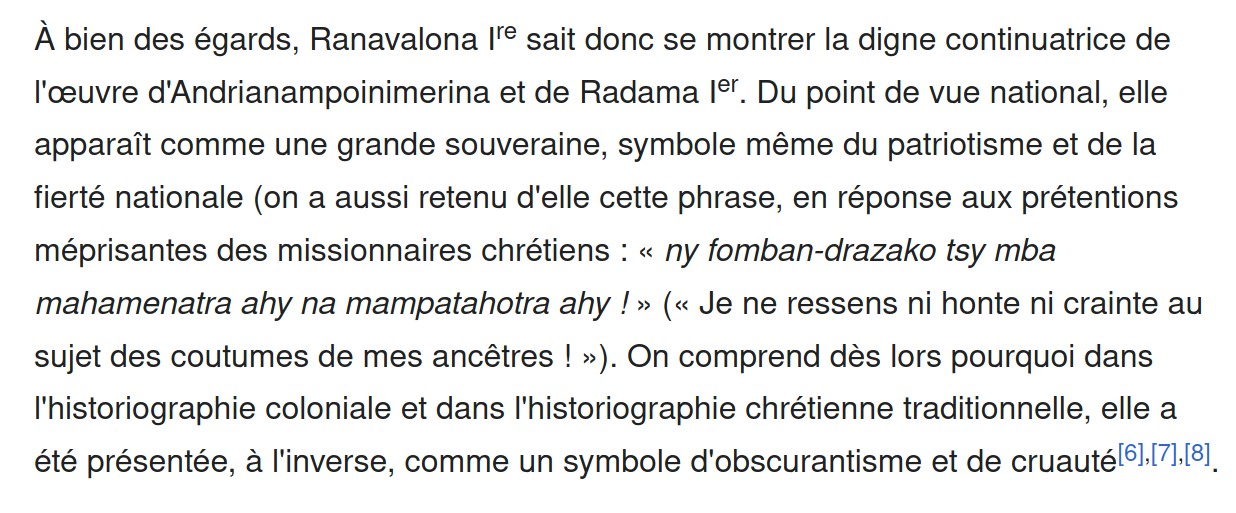 À bien des égards, Ranavalona Iʳᵉ sait donc se montrer la digne continuatrice de
l'œuvre d'Andrianampoinimerina et de Radama Iᵉʳ. Du point de vue national, elle
apparaît comme une grande souveraine, symbole même du patriotisme et de la
fierté nationale (on a aussi retenu d'elle cette phrase, en réponse aux prétentions
méprisantes des missionnaires chrétiens : « ny fomban-drazako tsy mba
mahamenatra ahy na mampatahotra ahy ! » (« Je ne ressens ni honte ni crainte au
sujet des coutumes de mes ancêtres ! »). On comprend dès lors pourquoi dans
l'historiographie coloniale et dans l'historiographie chrétienne traditionnelle, elle a
été présentée, à l'inverse, comme un symbole d'obscurantisme et de cruauté[6],[7],[8].